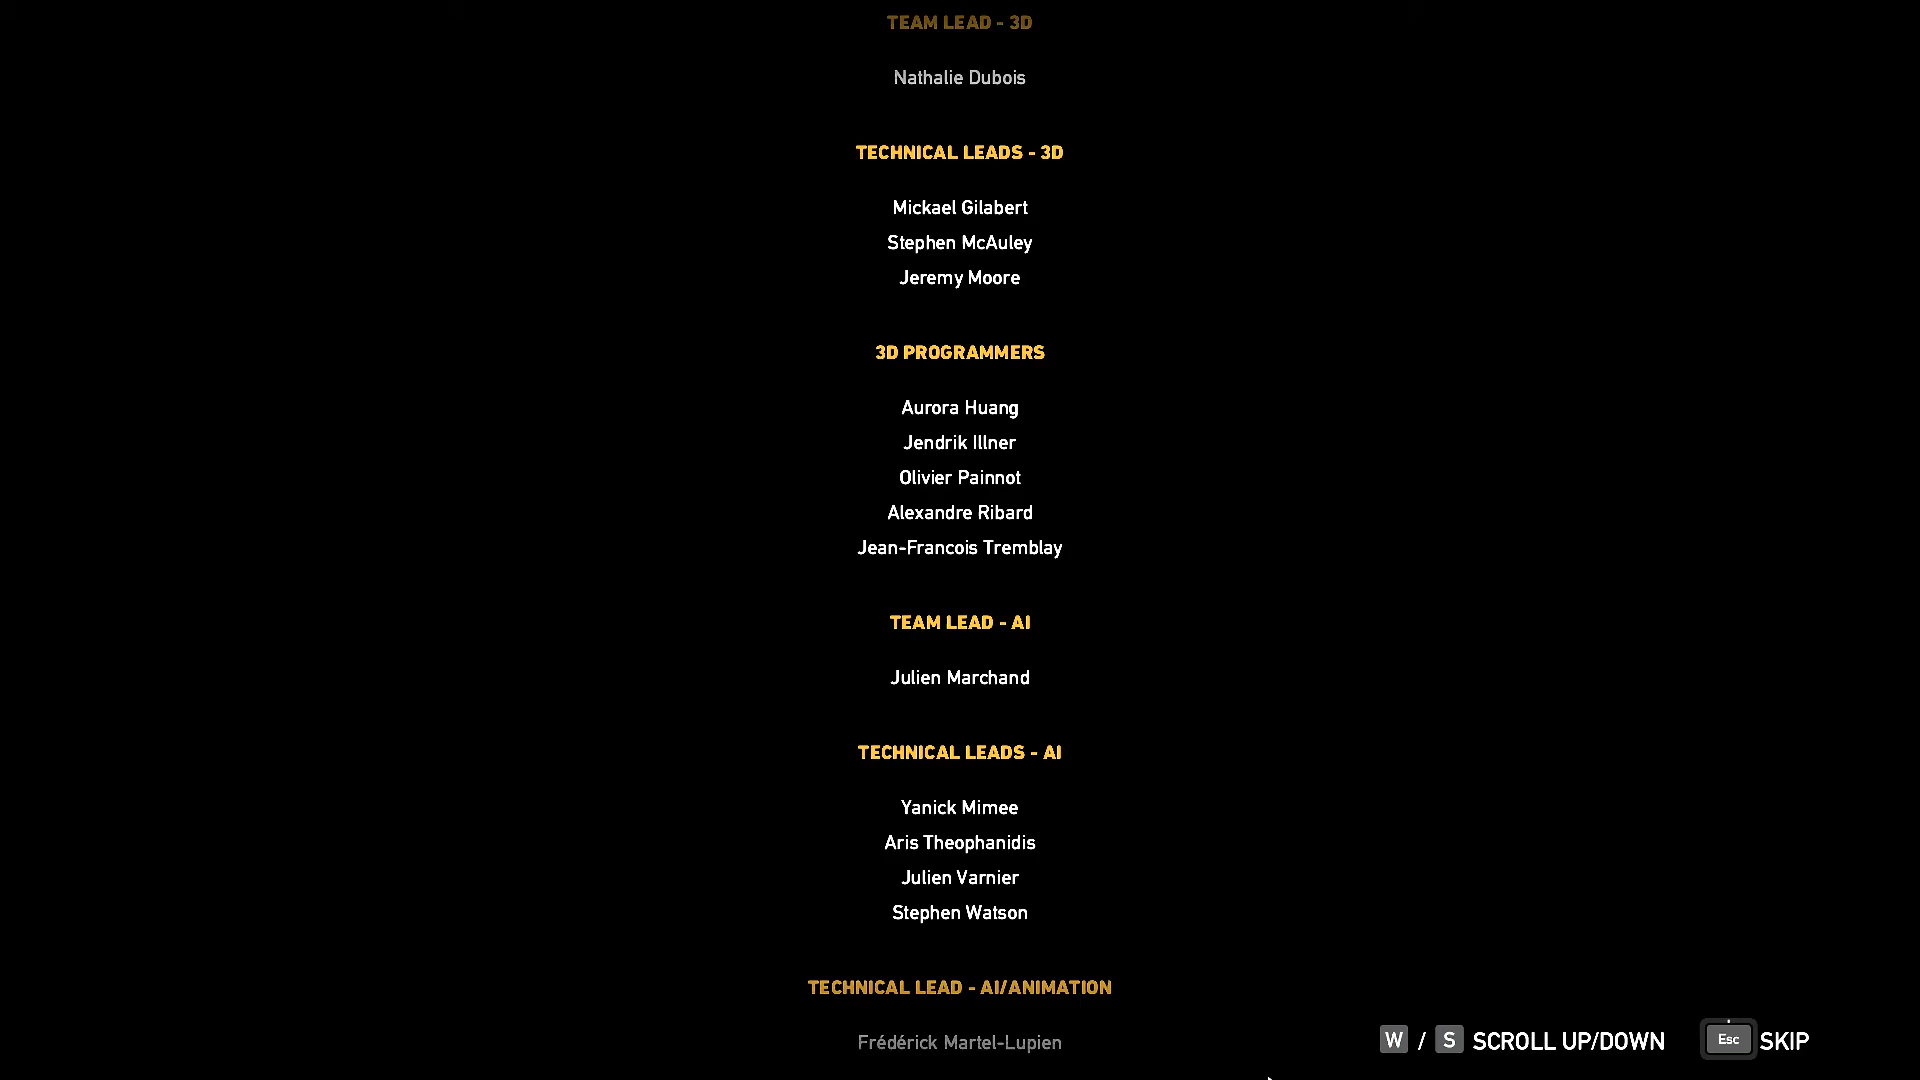 TEAM LEAD - 3D
Nathalie Dubois
TECHNICAL LEADS - 3D
Mickael Gilabert
Stephen McAuley
Jeremy Moore
3D PROGRAMMERS
Aurora Huang
Jendrik Illner
Olivier Painnot
Alexandre Ribard
Jean-Francois Tremblay
TEAM LEAD - AI
Julien Marchand
TECHNICAL LEADS - AI
Yanick Mimee
Aris Theophanidis
Julien Varnier
Stephen Watson
TECHNICAL LEAD - AI/ANIMATION
Frédérick Martel-Lupien
W / S SCROLL UP/DOWN Esc SKIP